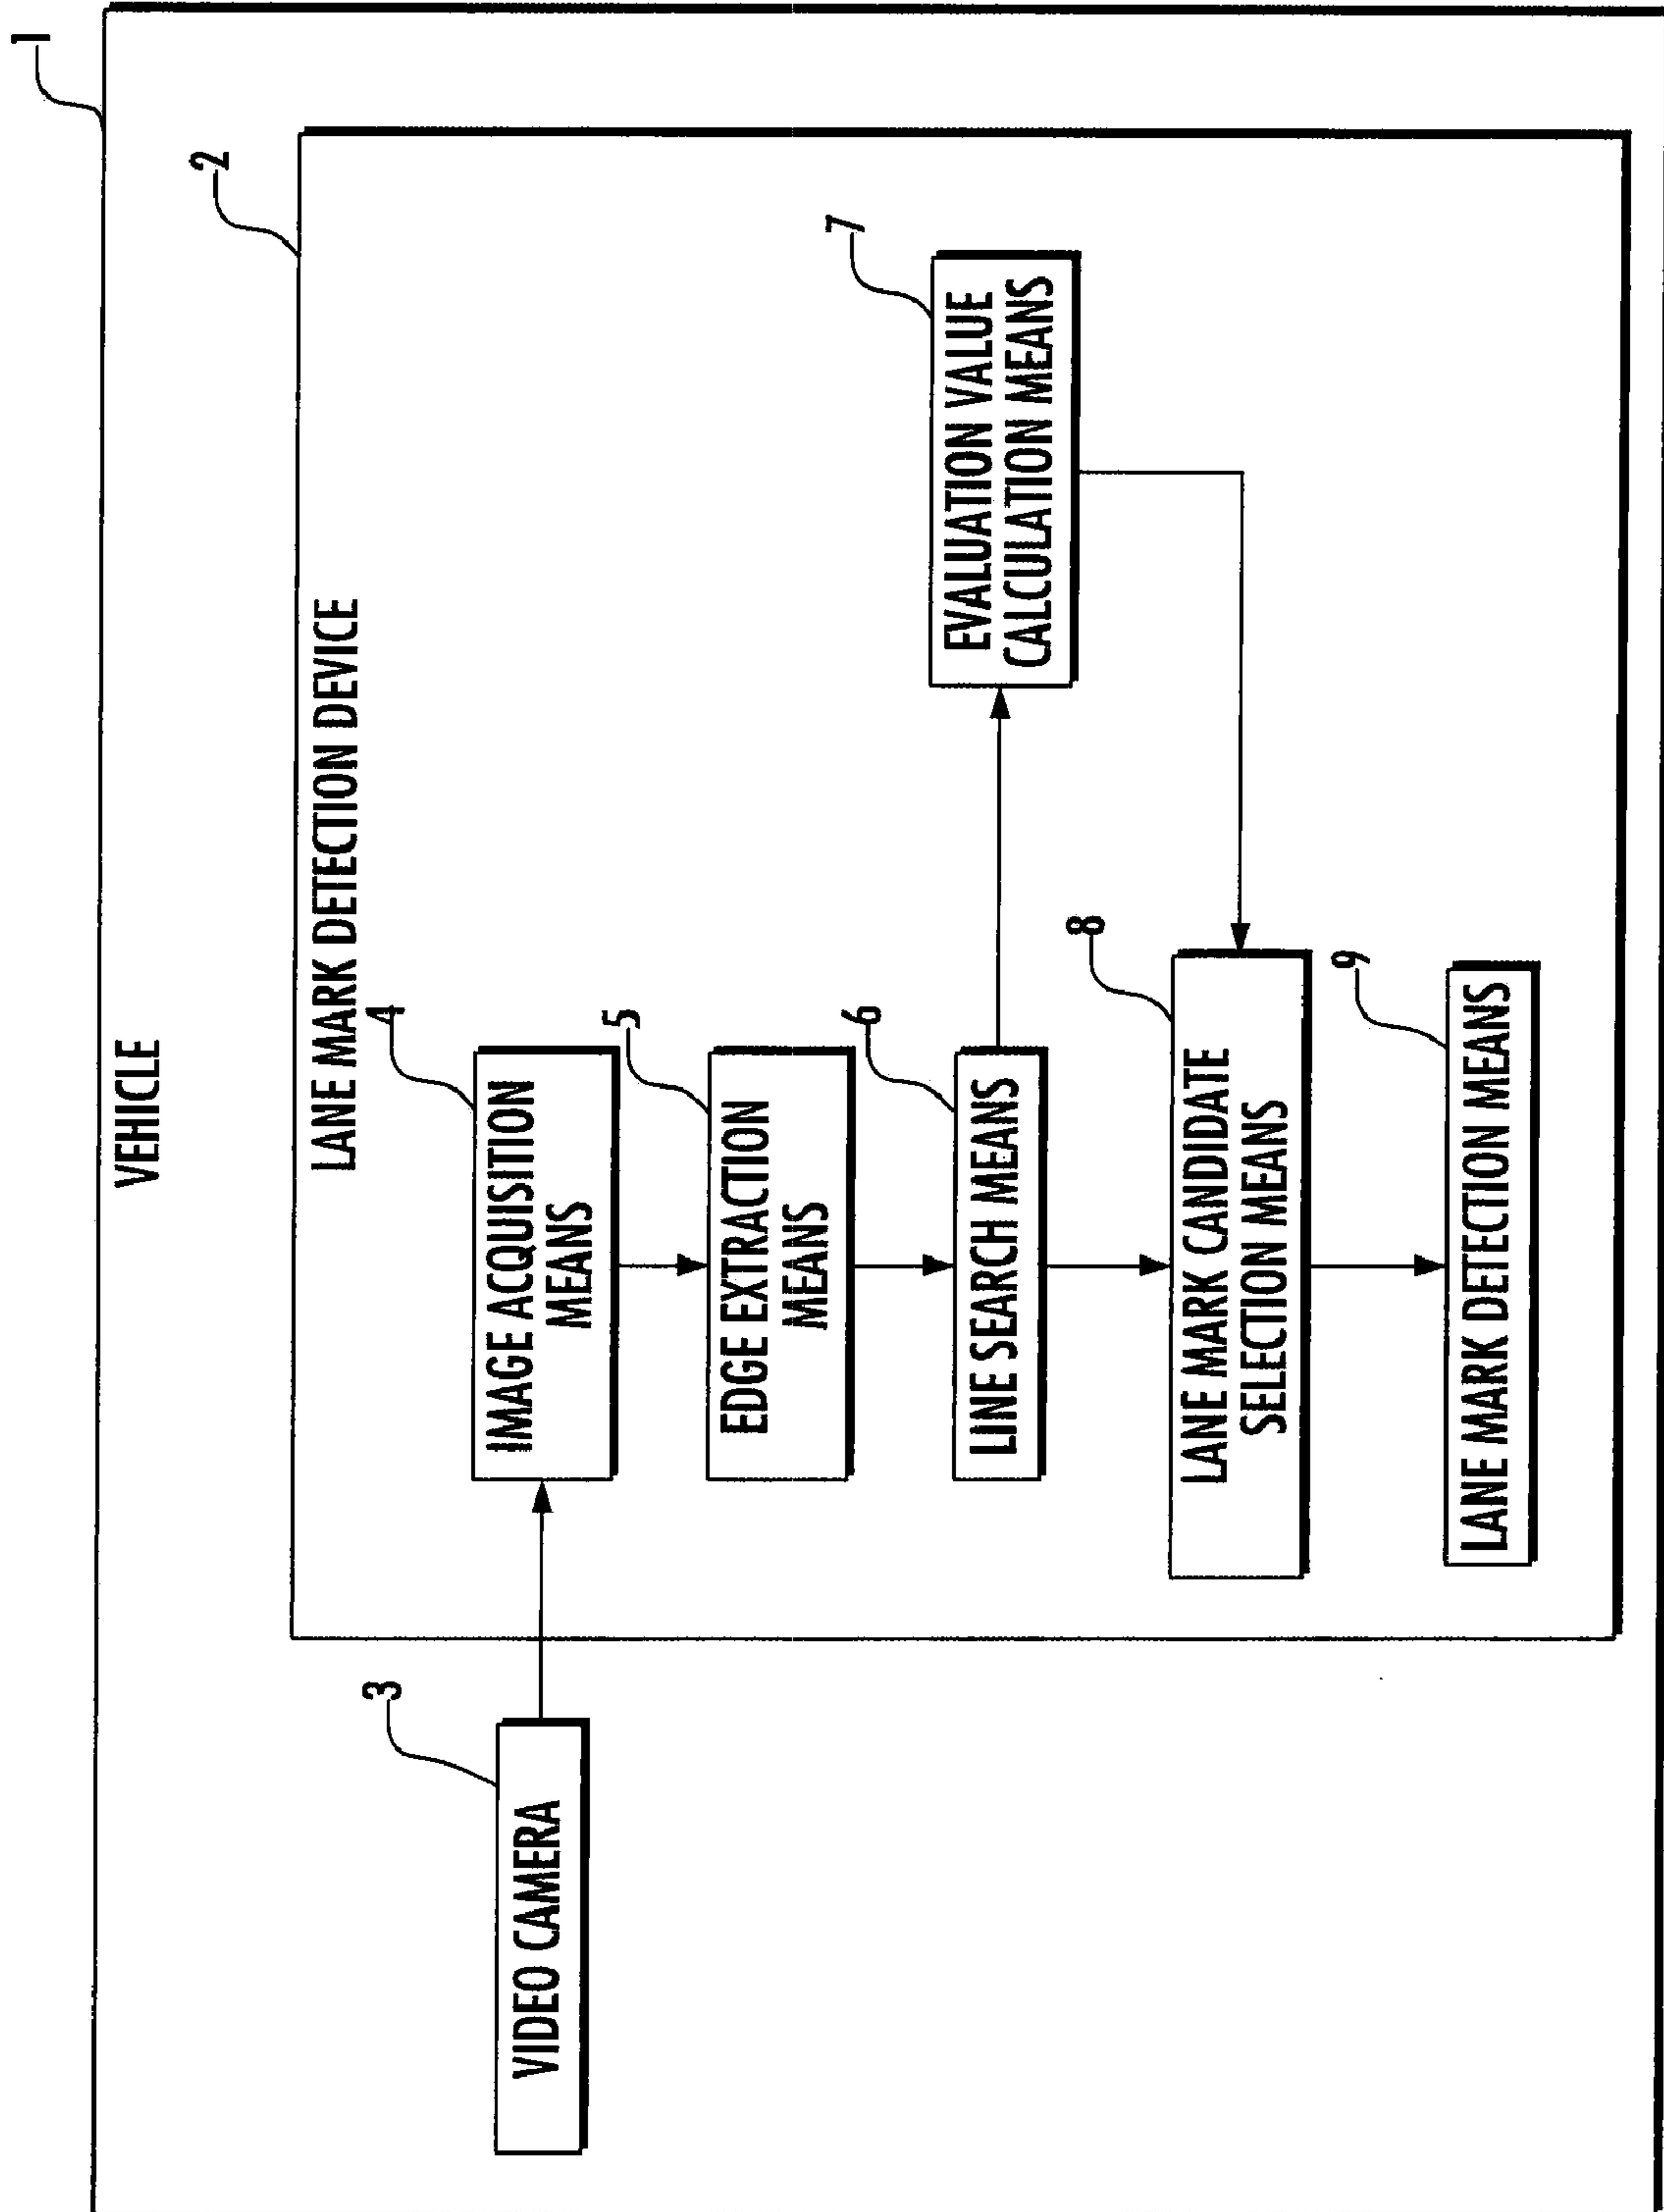 1
VEHICLE
2
LANE MARK DETECTION DEVICE
3
VIDEO CAMERA
4
IMAGE ACQUISITION
MEANS
5
EDGE EXTRACTION
MEANS
6
LINE SEARCH MEANS
7
EVALUATION VALUE
CALCULATION MEANS
8
LANE MARK CANDIDATE
SELECTION MEANS
9
LANE MARK DETECTION MEANS